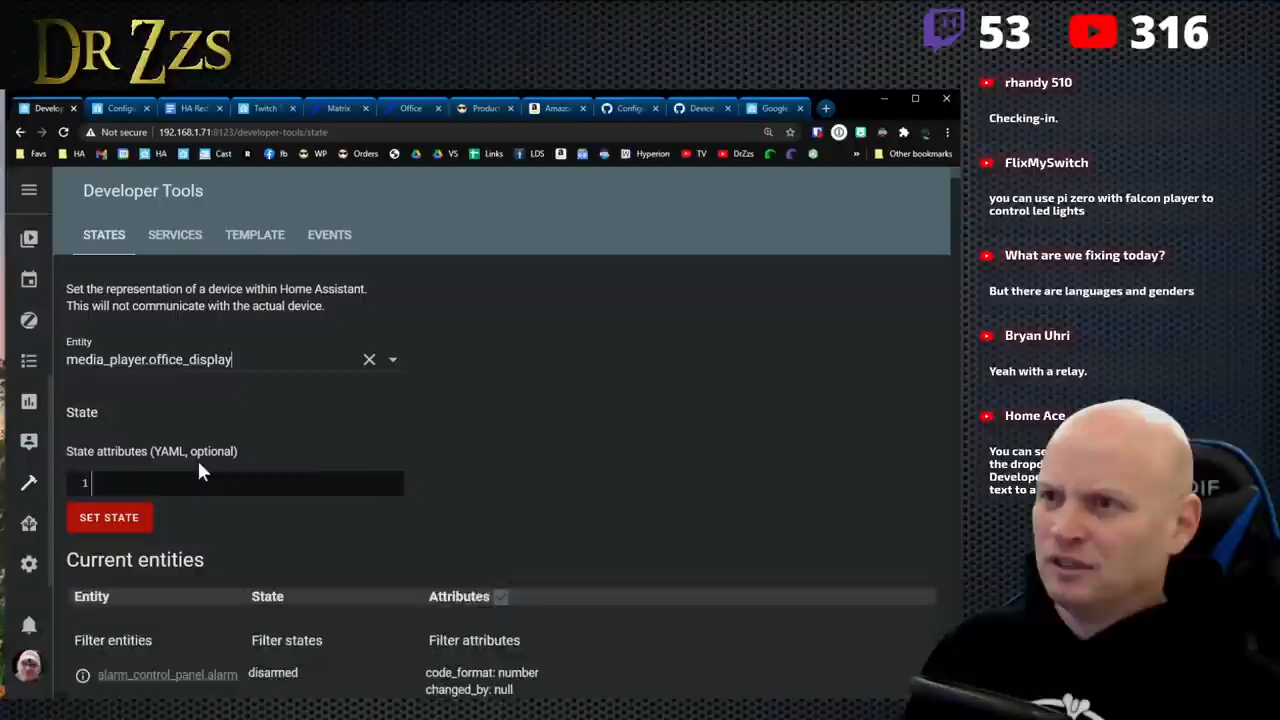 DR ZZS
53
316
Develop
Configu
HA Rec
Twitch
Matrix
Office
Product
Amazo
Config
Device
Google
Not secure
192.168.1.71:8123/developer-tools/state
Favs
HA
HA
Cast
fb
WP
Orders
VS
Links
LDS
Hyperion
TV
DrZzs
Other bookmarks
Developer Tools
STATES
SERVICES
TEMPLATE
EVENTS
Set the representation of a device within Home Assistant.
This will not communicate with the actual device.
Entity
media_player.office_display
State
State attributes (YAML, optional)
1
SET STATE
Current entities
Entity
State
Attributes
Filter entities
Filter states
Filter attributes
alarm_control_panel.alarm
disarmed
code_format: number
changed_by: null
rhandy 510
Checking-in.
FlixMySwitch
you can use pi zero with falcon player to
control led lights
What are we fixing today?
But there are languages and genders
Bryan Uhri
Yeah with a relay.
Home Ace
You can se
the dropd
Develope
text to a
DIF